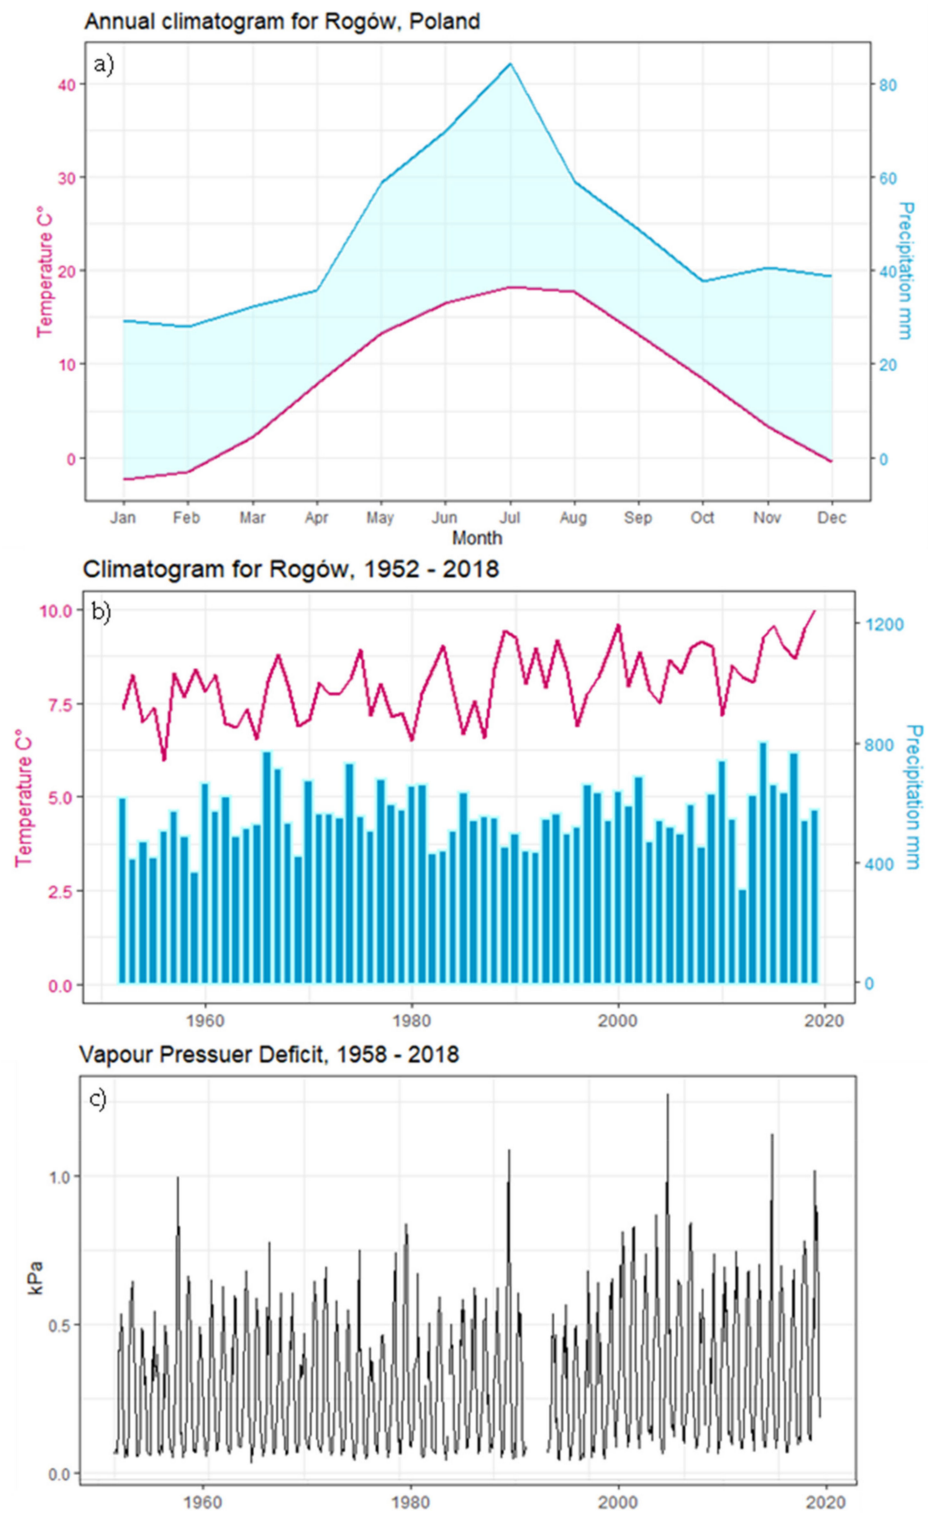 Annual climatogram for Rogów, Poland
a)
40
30
20
10
0
Temperature C°
80
60
40
20
0
Precipitation mm
Jan Feb Mar Apr May Jun Jul Aug Sep Oct Nov Dec
Month
Climatogram for Rogów, 1952 - 2018
b)
10.0
7.5
5.0
2.5
0.0
Temperature C°
1200
800
400
0
Precipitation mm
1960 1980 2000 2020
Vapour Pressuer Deficit, 1958 - 2018
c)
1.0
0.5
0.0
kPa
1960 1980 2000 2020